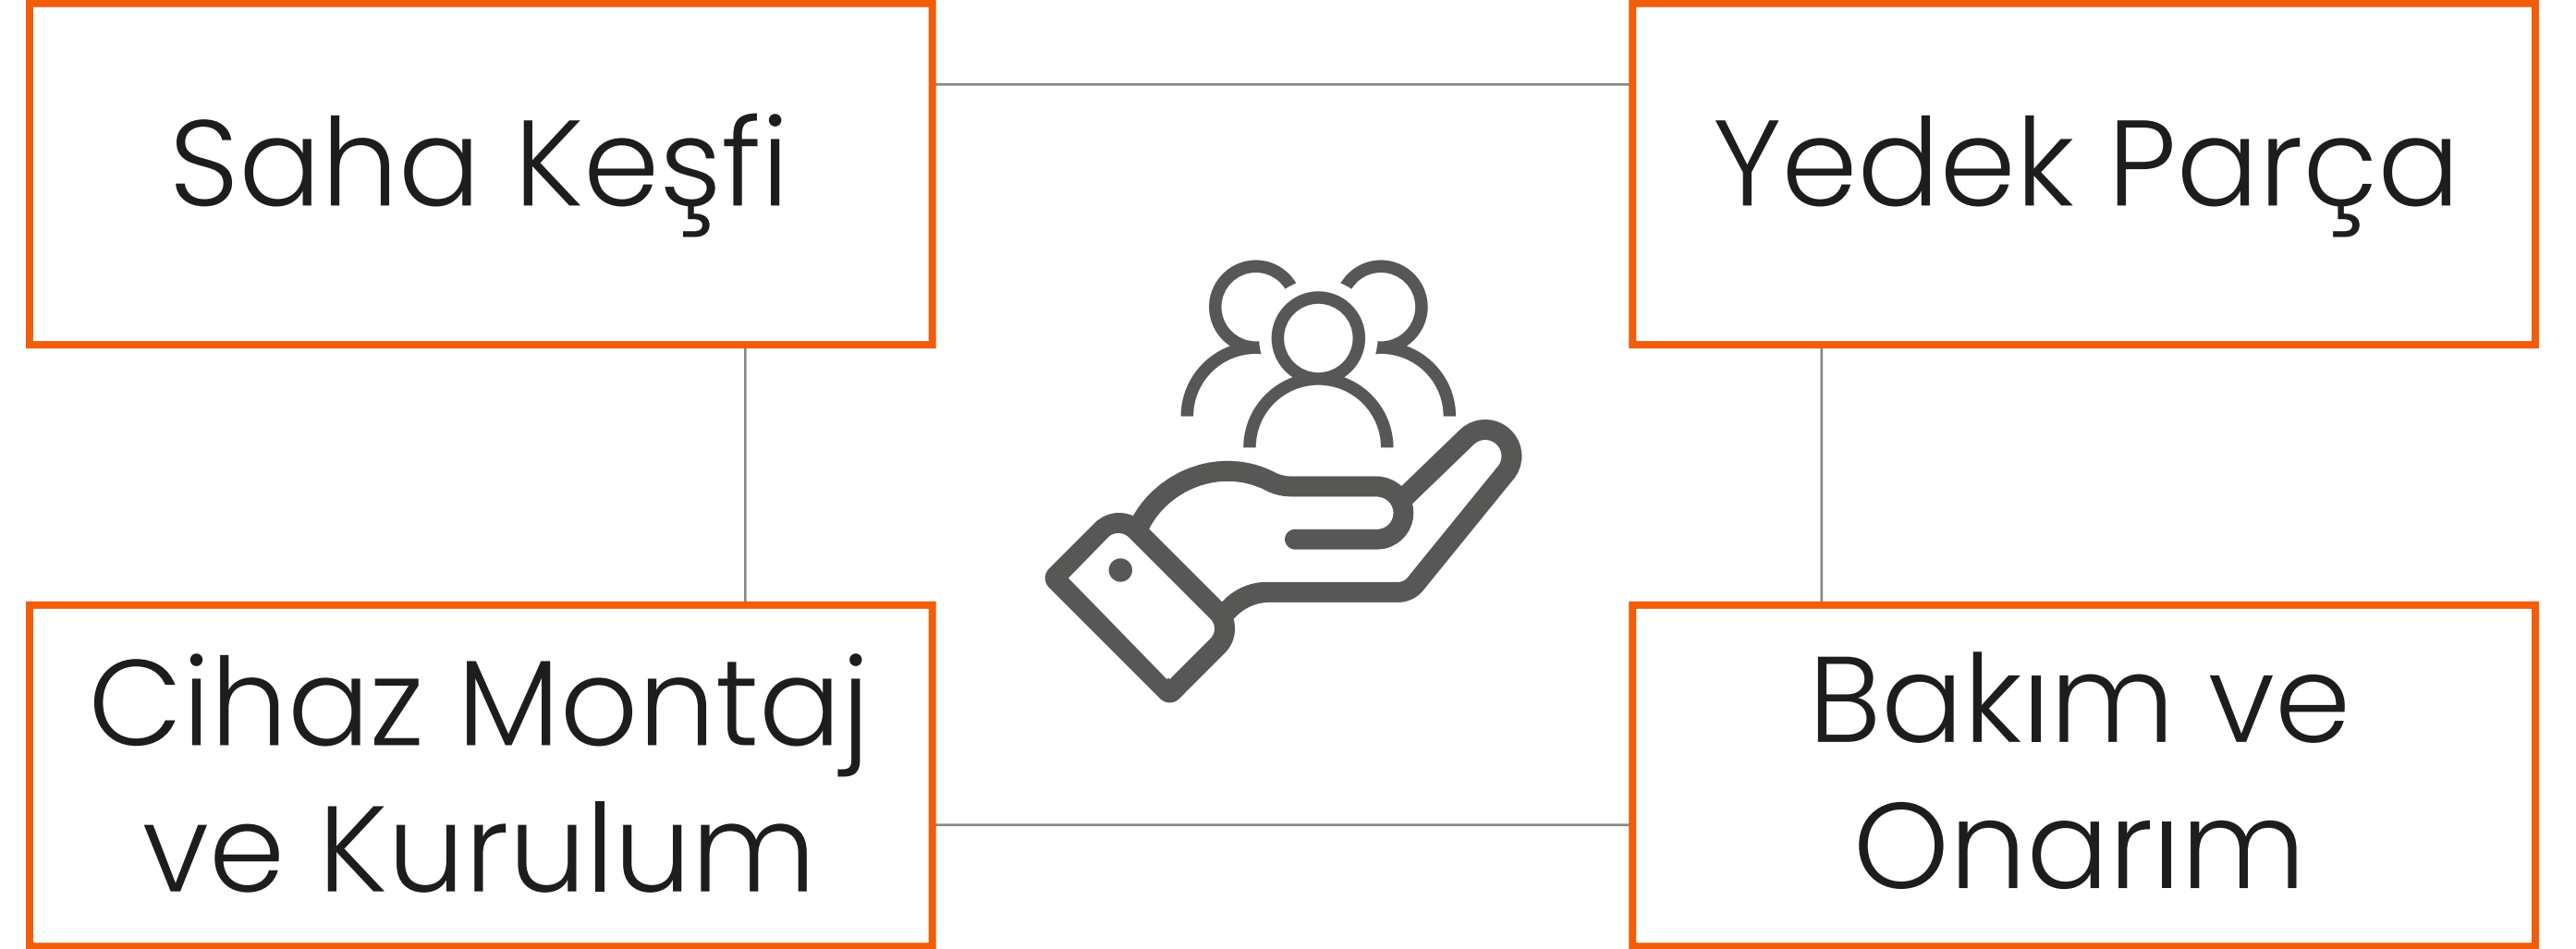 Saha Keşfi
Yedek Parça
Cihaz Montaj
ve Kurulum
Bakım ve
Onarım